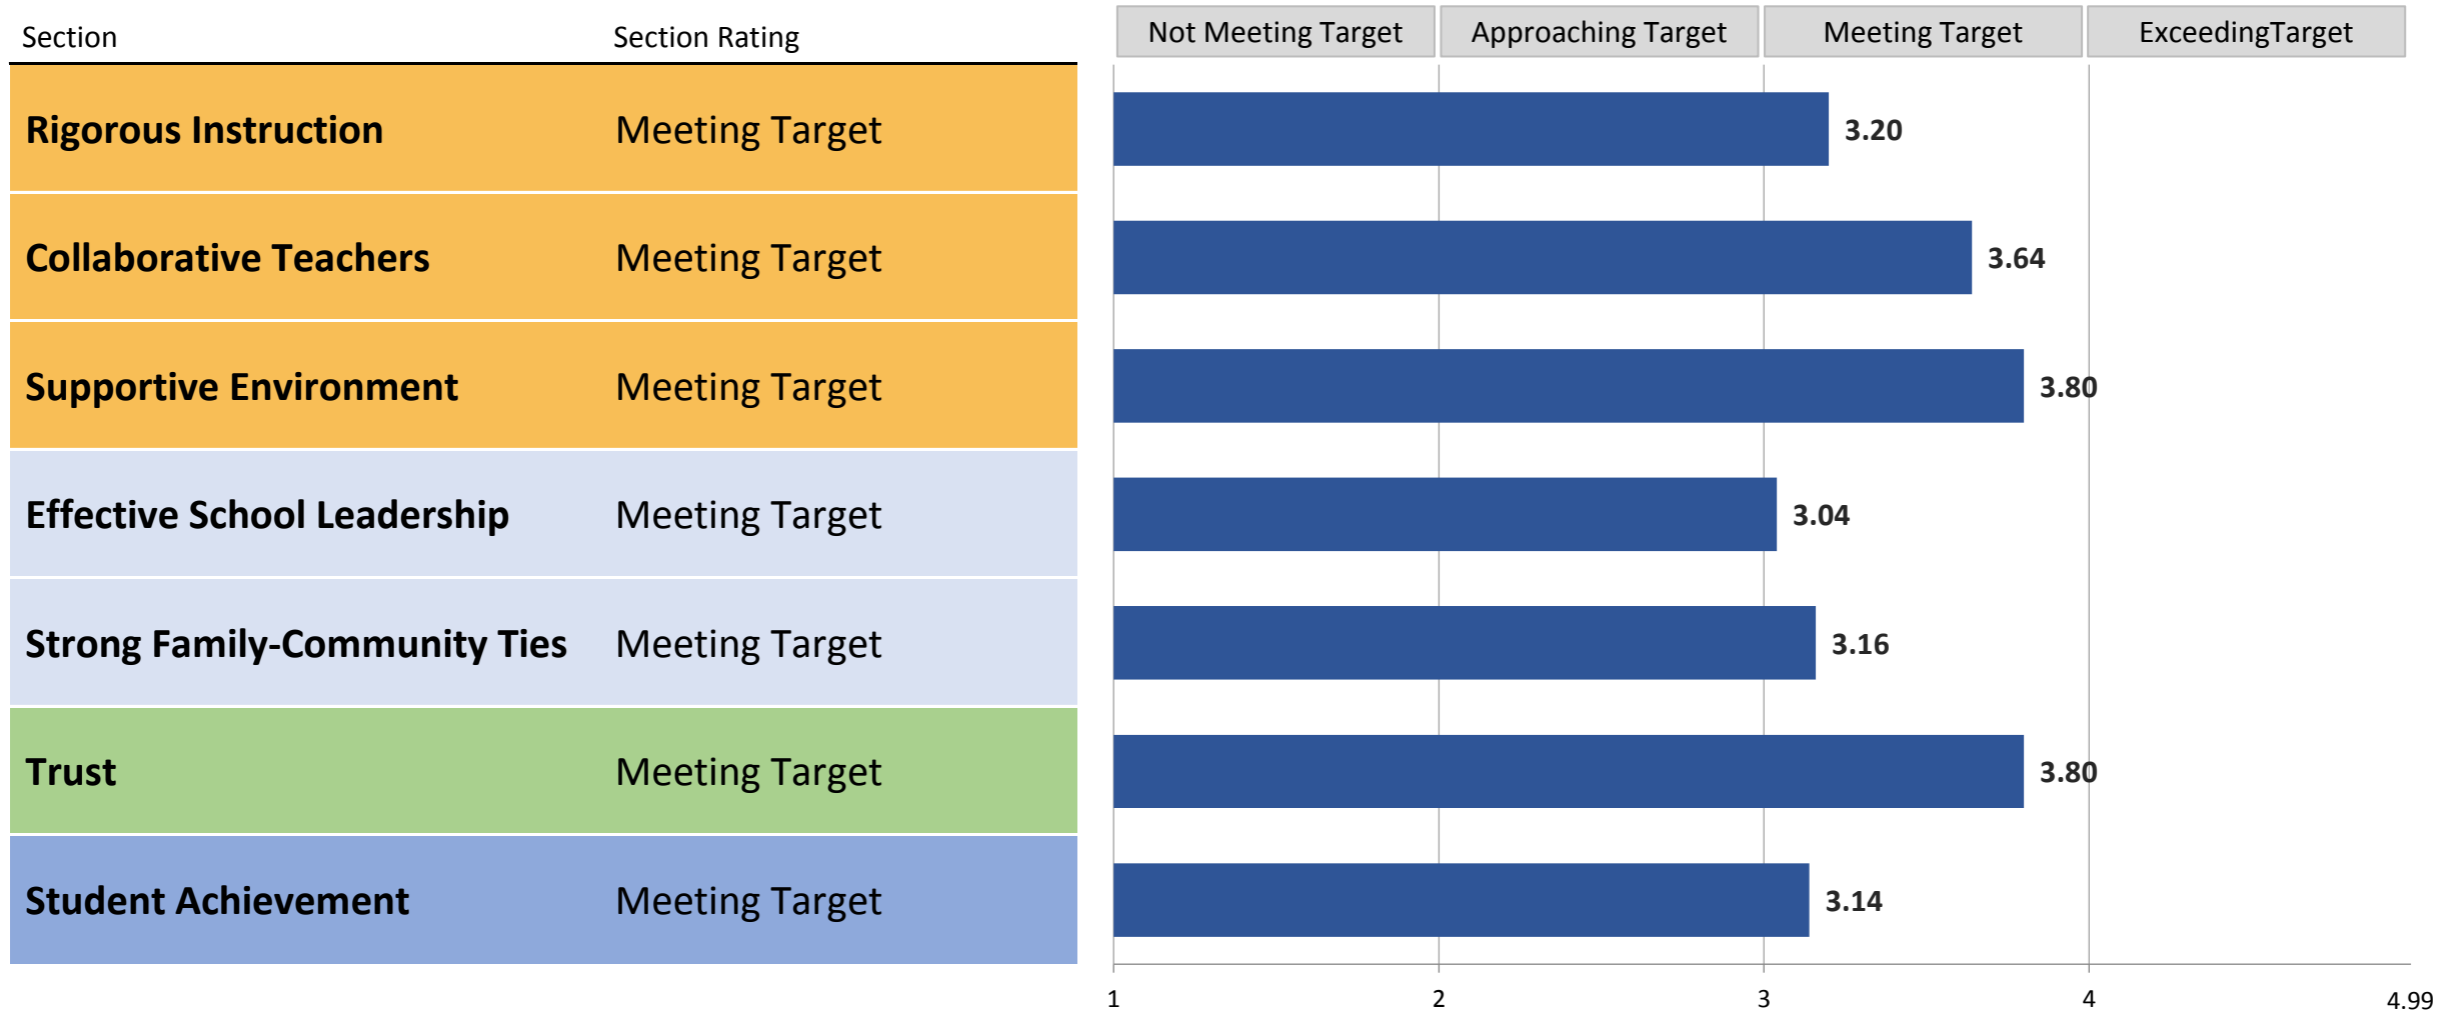 Section Section Rating Not Meeting Target Approaching Target Meeting Target ExceedingTarget
Rigorous Instruction Meeting Target 3.20
Collaborative Teachers Meeting Target 3.64
Supportive Environment Meeting Target 3.80
Effective School Leadership Meeting Target 3.04
Strong Family-Community Ties Meeting Target 3.16
Trust Meeting Target 3.80
Student Achievement Meeting Target 3.14
1 2 3 4 4.99